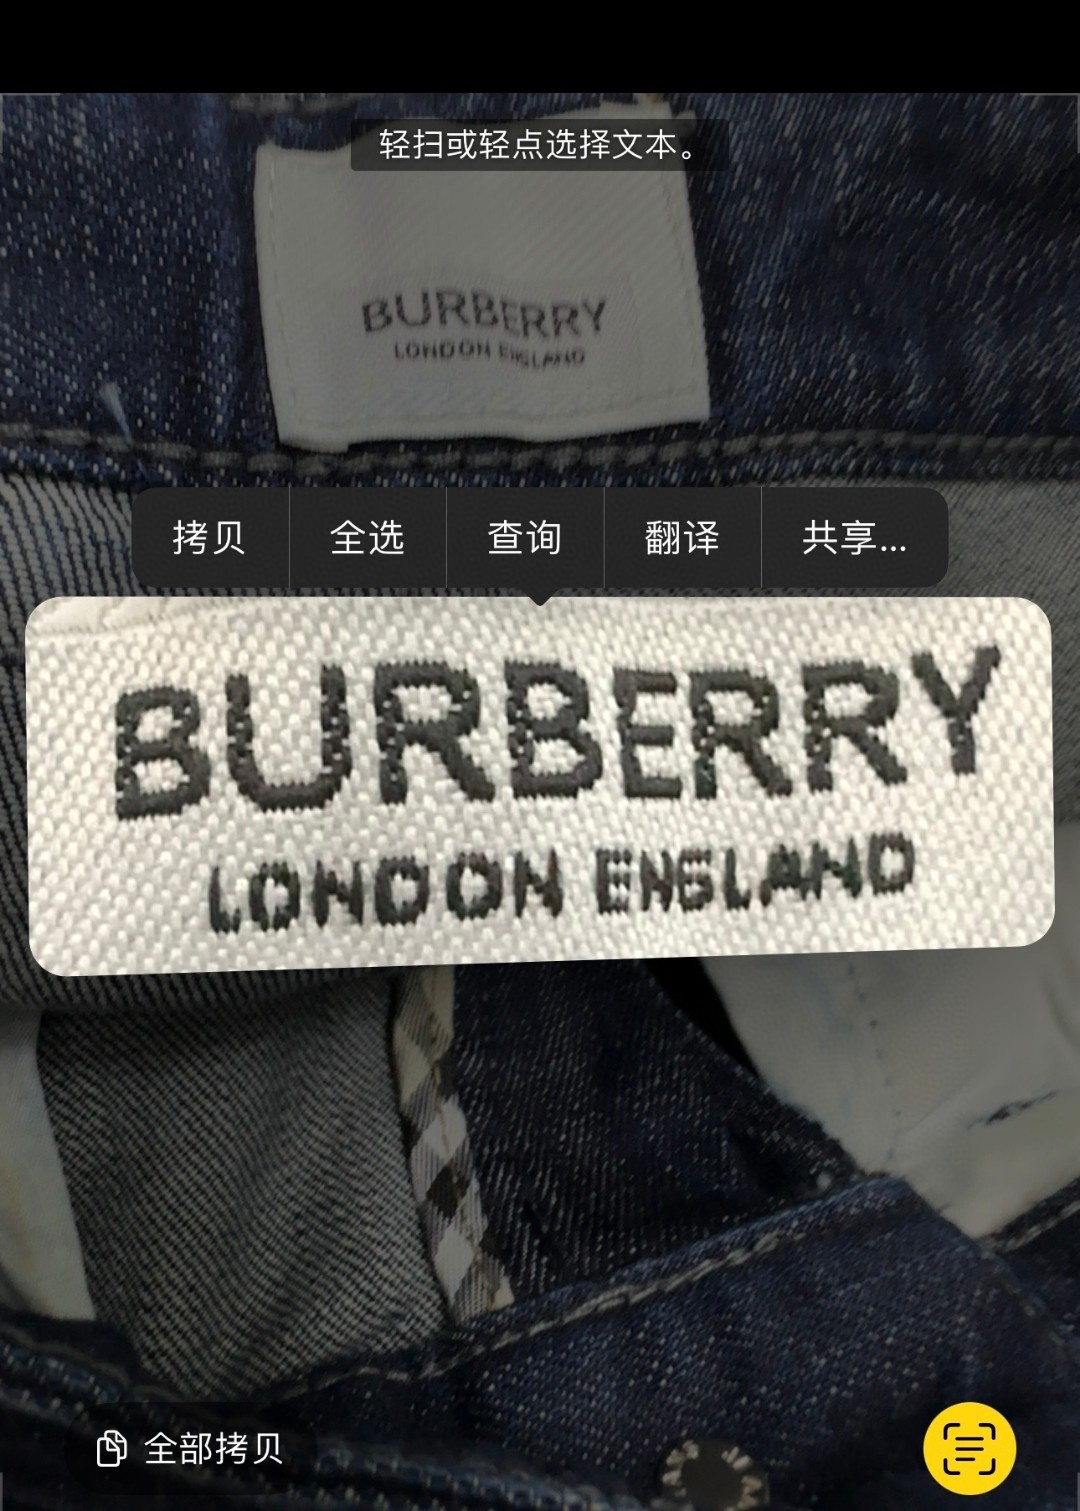 轻扫或轻点选择文本。
BURBERRY
LONDON ENGLAND
拷贝 全选 查询 翻译 共享...
BURBERRY
LONDON ENGLAND
全部拷贝